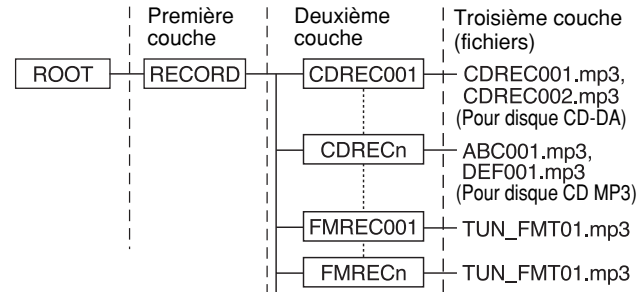 Première couche
Deuxième couche
Troisième couche (fichiers)
ROOT
RECORD
CDREC001
CDREC001.mp3,
CDREC002.mp3
(Pour disque CD-DA)
CDRECn
ABC001.mp3,
DEF001.mp3
(Pour disque CD MP3)
FMREC001
TUN_FMT01.mp3
FMRECn
TUN_FMT01.mp3